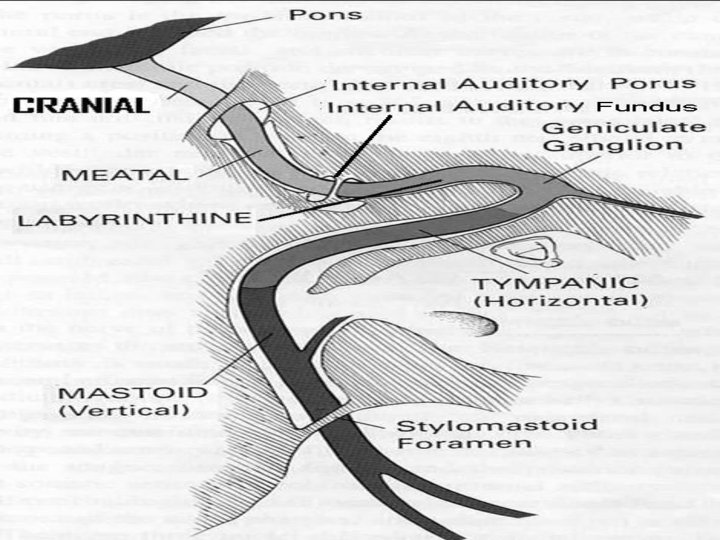 Pons
Internal Auditory Porus
CRANIAL
Internal Auditory Fundus
Geniculate
Ganglion
MEATAL
LABYRINTHINE
TYMPANIC
(Horizontal)
MASTOID
(Vertical)
Stylomastoid
Foramen